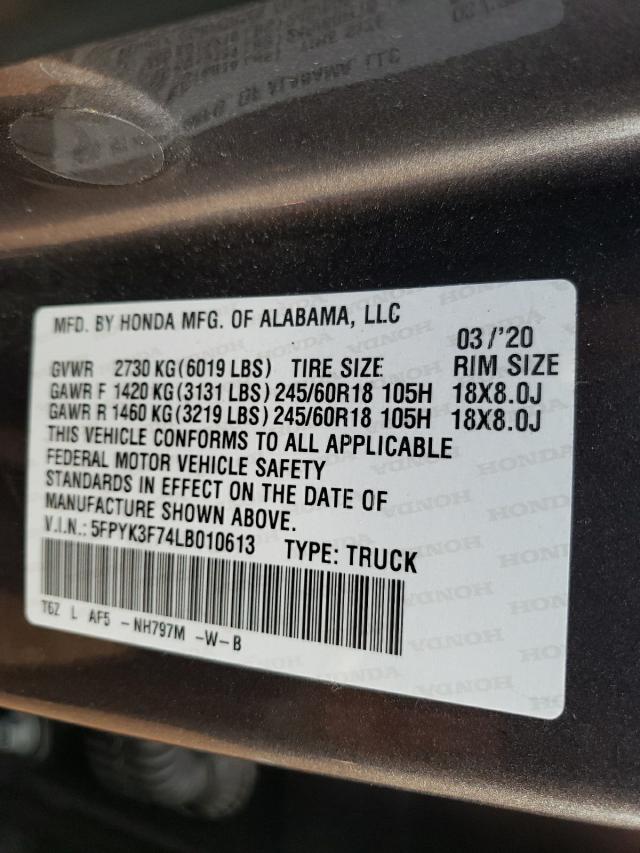 MFD. BY HONDA MFG. OF ALABAMA, LLC
03/'20
GVWR 2730 KG (6019 LBS) TIRE SIZE RIM SIZE
GAWR F 1420 KG (3131 LBS) 245/60R18 105H 18X8.0J
GAWR R 1460 KG (3219 LBS) 245/60R18 105H 18X8.0J
THIS VEHICLE CONFORMS TO ALL APPLICABLE
FEDERAL MOTOR VEHICLE SAFETY
STANDARDS IN EFFECT ON THE DATE OF
MANUFACTURE SHOWN ABOVE.
V.I.N.: 5FPYK3F74LB010613 TYPE: TRUCK
T6Z L AF5 -NH797M -W-B